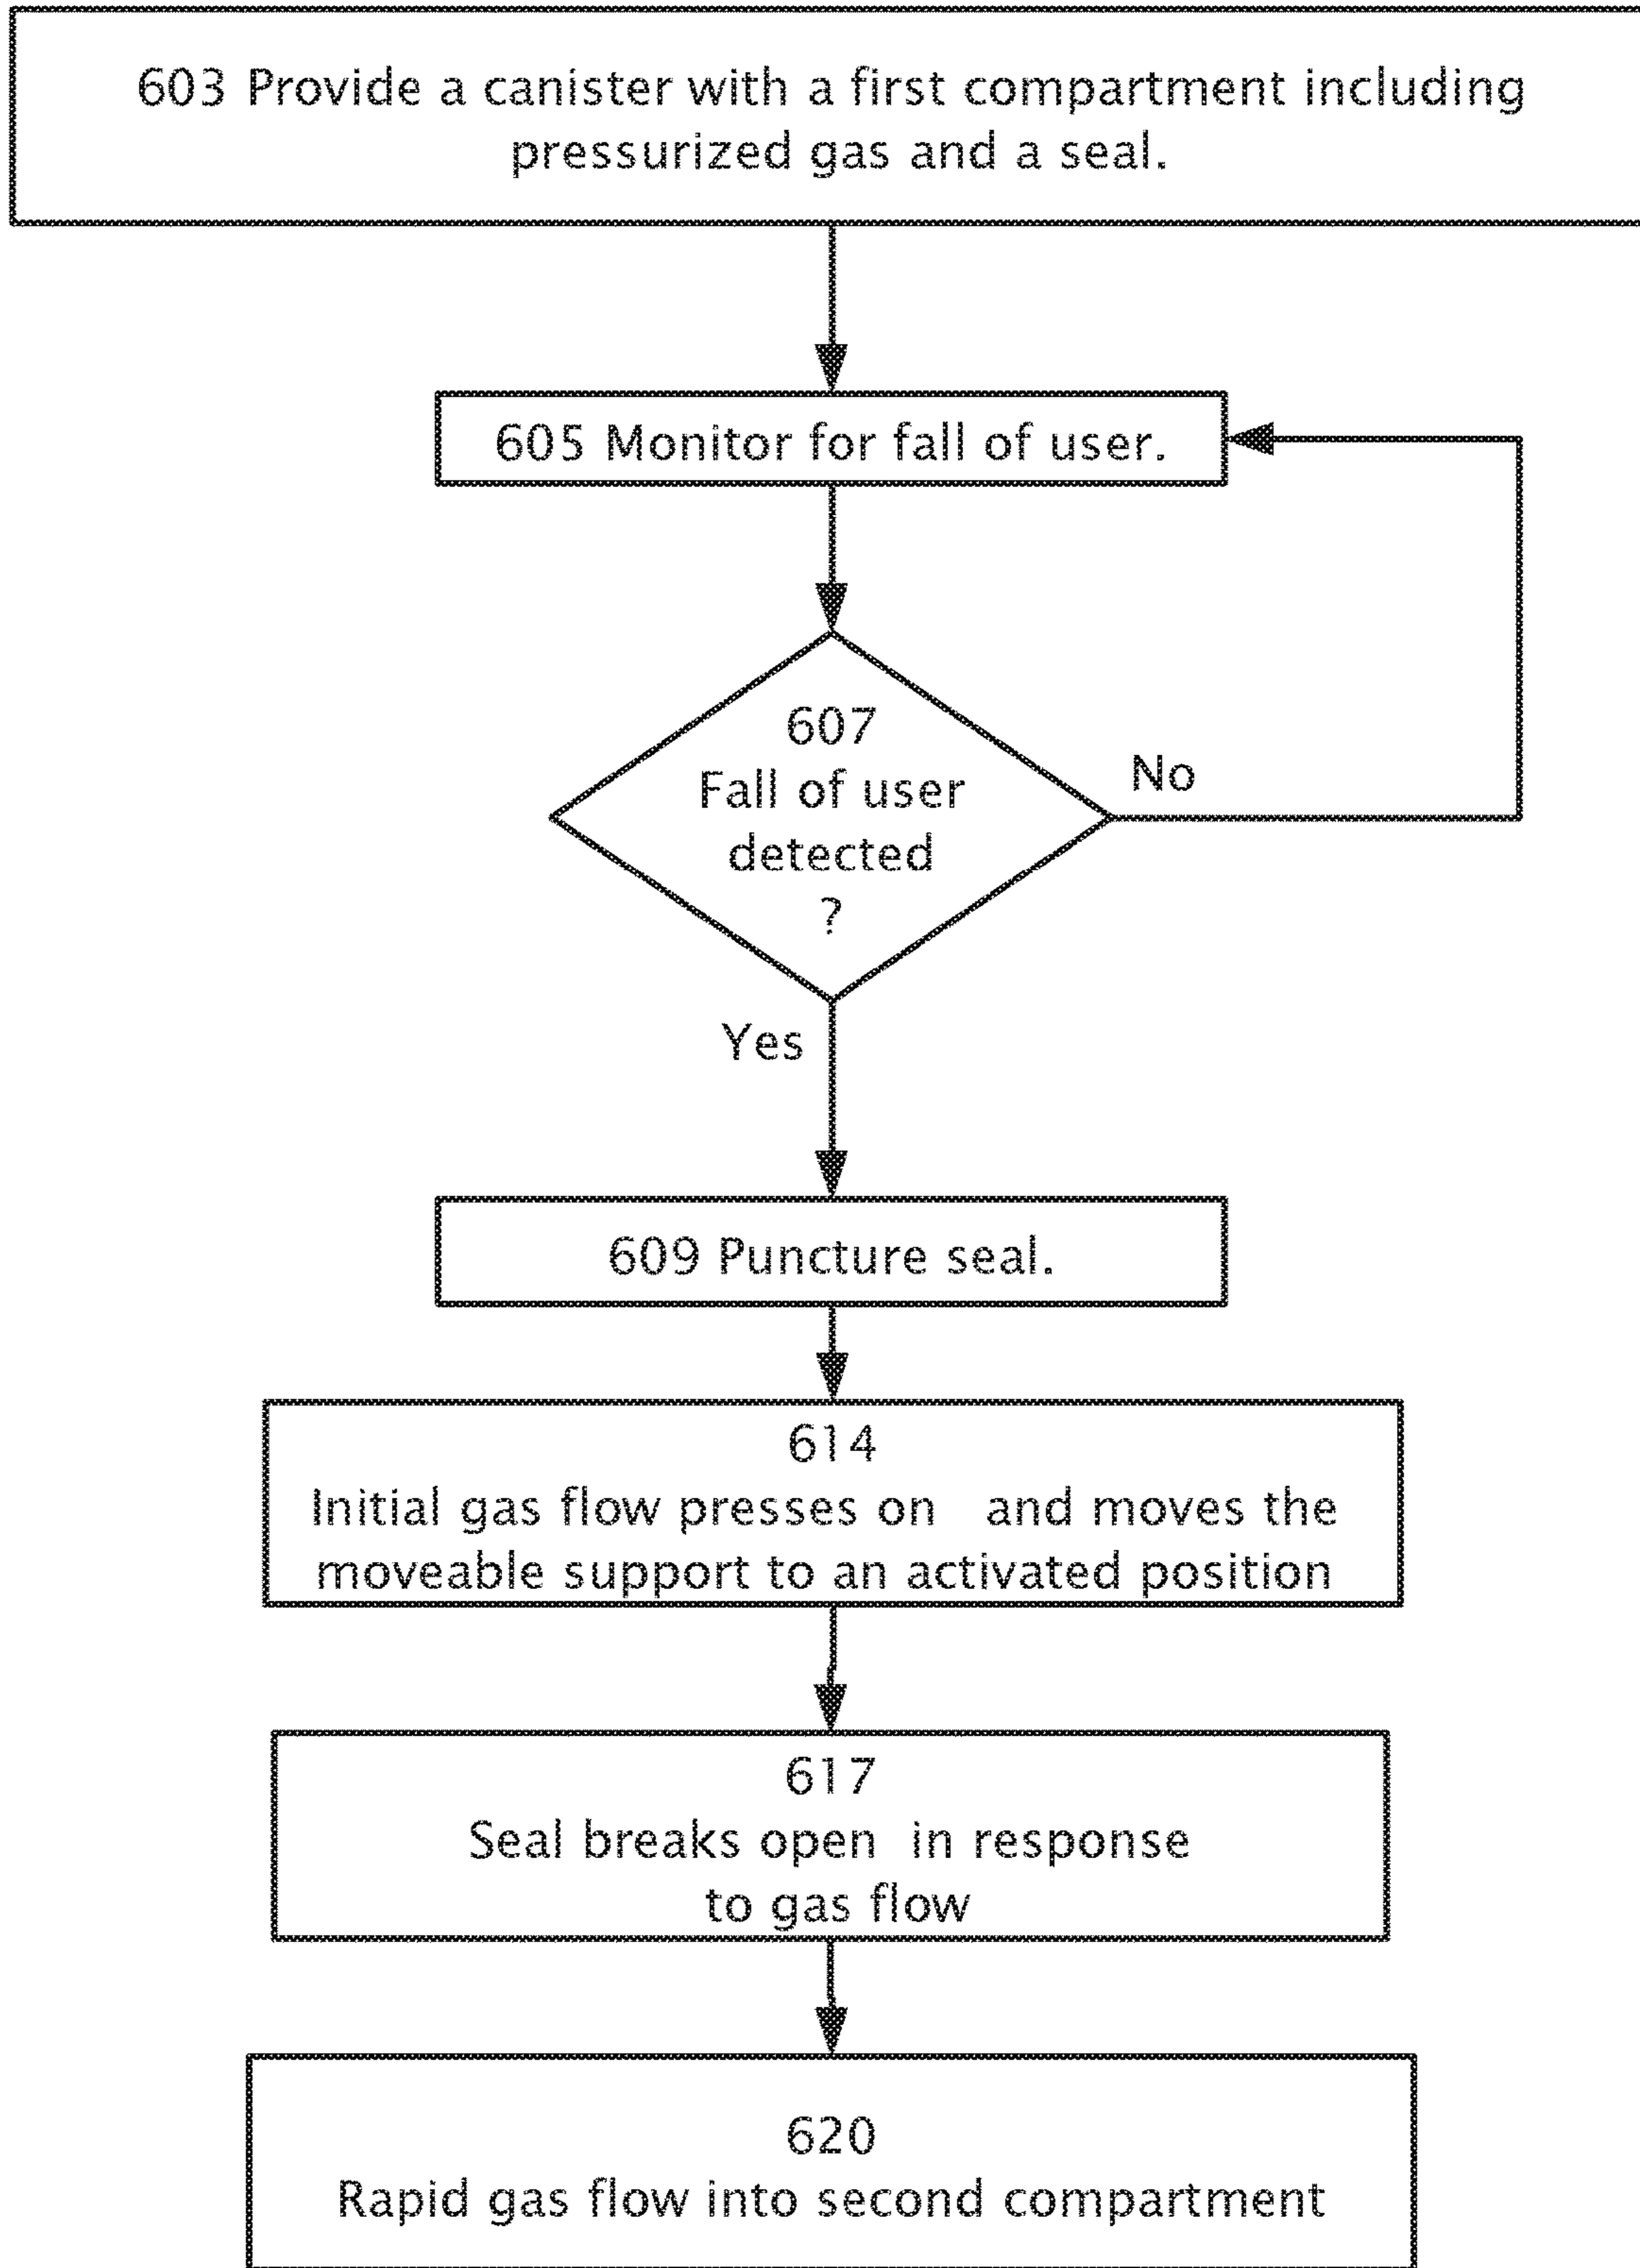 603 Provide a canister with a first compartment including
pressurized gas and a seal.
605 Monitor for fall of user.
607
Fall of user
detected
?
No
Yes
609 Puncture seal.
614
Initial gas flow presses on   and moves the
moveable support to an activated position
617
Seal breaks open  in response
to gas flow
620
Rapid gas flow into second compartment